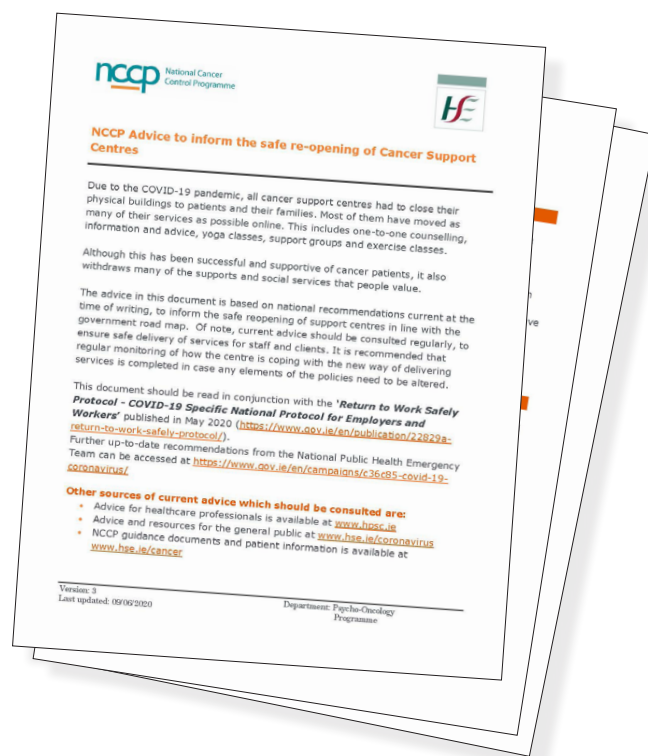 nccp National Cancer
Control Programme
NCCP Advice to inform the safe re-opening of Cancer Support
Centres
Due to the COVID-19 pandemic, all cancer support centres had to close their
physical buildings to patients and their families. Most of them have moved as
many of their services as possible online. This includes one-to-one counselling,
information and advice, yoga classes, support groups and exercise classes.
Although this has been successful and supportive of cancer patients, it also
withdraws many of the supports and social services that people value.
The advice in this document is based on national recommendations current at the
time of writing, to inform the safe reopening of support centres in line with the
government road map. Of note, current advice should be consulted regularly, to
ensure safe delivery of services for staff and clients. It is recommended that
regular monitoring of how the centre is coping with the new way of delivering
services is completed in case any elements of the policies need to be altered.
This document should be read in conjunction with the 'Return to Work Safely
Protocol - COVID-19 Specific National Protocol for Employers and
Workers' published in May 2020 (https://www.gov.ie/en/publication/22829a-
return-to-work-safely-protocol/).
Further up-to-date recommendations from the National Public Health Emergency
Team can be accessed at https://www.gov.ie/en/campaigns/c36c85-covid-19-
coronavirus/
Other sources of current advice which should be consulted are:
• Advice for healthcare professionals is available at www.hpsc.ie
• Advice and resources for the general public at www.hse.ie/coronavirus
• NCCP guidance documents and patient information is available at
www.hse.ie/cancer
Version: 3
Last updated: 09/06/2020
Department: Psycho-Oncology
Programme